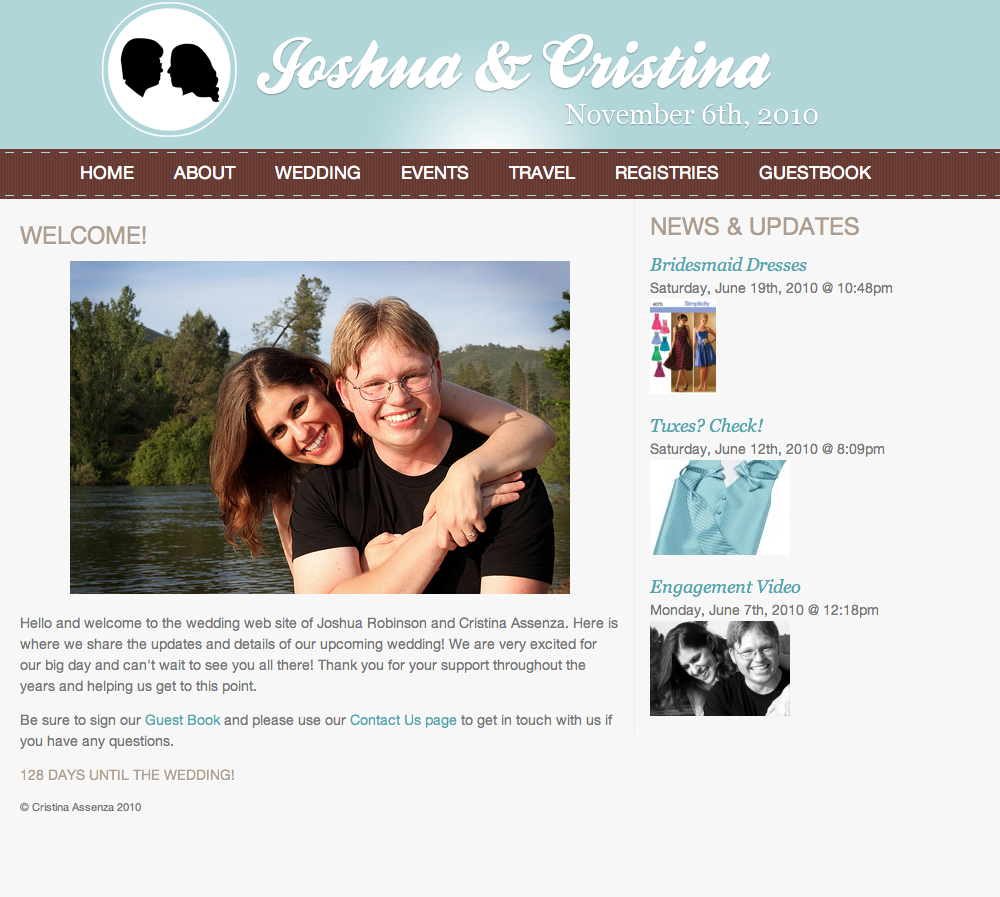 Joshua & Cristina
November 6th, 2010
HOME ABOUT WEDDING EVENTS TRAVEL REGISTRIES GUESTBOOK
WELCOME!
Hello and welcome to the wedding web site of Joshua Robinson and Cristina Assenza. Here is
where we share the updates and details of our upcoming wedding! We are very excited for
our big day and can't wait to see you all there! Thank you for your support throughout the
years and helping us get to this point.
Be sure to sign our Guest Book and please use our Contact Us page to get in touch with us if
you have any questions.
128 DAYS UNTIL THE WEDDING!
© Cristina Assenza 2010
NEWS & UPDATES
Bridesmaid Dresses
Saturday, June 19th, 2010 @ 10:48pm
4070 Simplicity
Tuxes? Check!
Saturday, June 12th, 2010 @ 8:09pm
Engagement Video
Monday, June 7th, 2010 @ 12:18pm